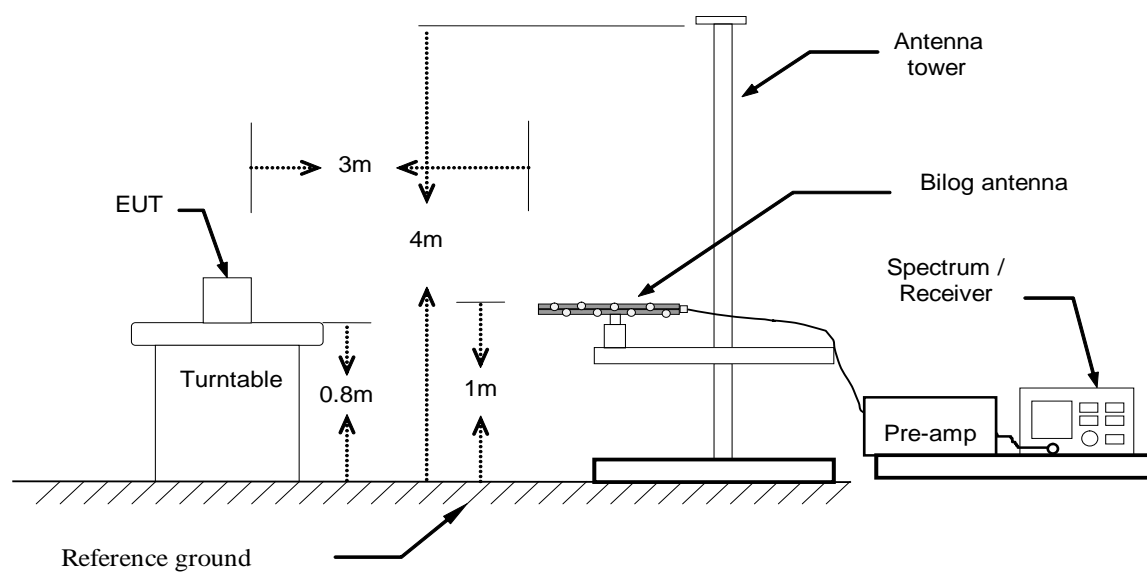 Antenna
tower
3m
Bilog antenna
EUT
4m
Spectrum /
Receiver
Turntable
0.8m
1m
Pre-amp
Reference ground